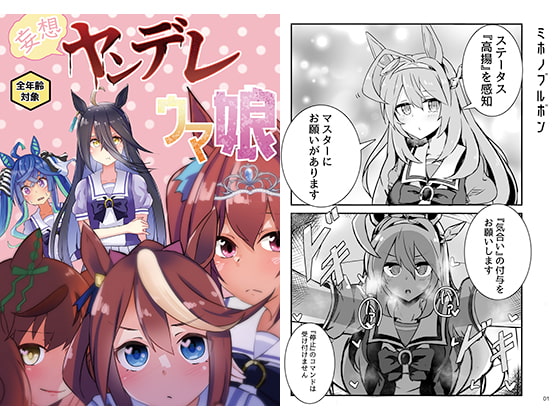 妄想
ヤンデレ
ウマ娘
全年齢
対象
ミホノブルボン
ステータス
『高揚』を感知
マスターに
お願いがあります
『気合い』の付与を
お願いします
『停止』のコマンドは
受け付けません
01